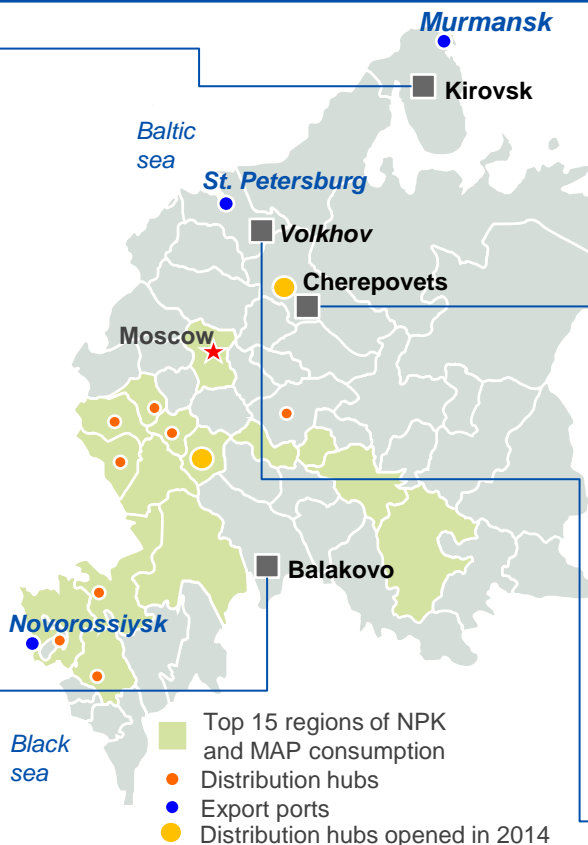 Murmansk
Kirovsk
Baltic
sea
St. Petersburg
Volkhov
Cherepovets
Moscow
Balakovo
Novorossiysk
Black
sea
Top 15 regions of NPK
and MAP consumption
Distribution hubs
Export ports
Distribution hubs opened in 2014